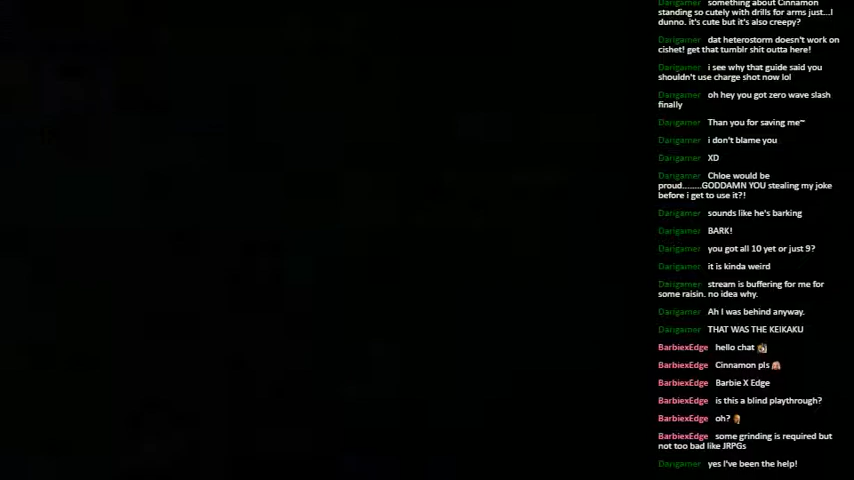 something about Cinnamon
standing so cutely with drills for arms just...I
dunno. it's cute but it's also creepy?
Darigamer dat heterostorm doesn't work on
cishet! get that tumblr shit outta here!
Darigamer i see why that guide said you
shouldn't use charge shot now lol
Darigamer oh hey you got zero wave slash
finally
Darigamer Than you for saving me~
Darigamer i don't blame you
Darigamer XD
Darigamer Chloe would be
proud........GODDAMN YOU stealing my joke
before i get to use it?!
Darigamer sounds like he's barking
Darigamer BARK!
Darigamer you got all 10 yet or just 9?
Darigamer it is kinda weird
Darigamer stream is buffering for me for
some raisin. no idea why.
Darigamer Ah I was behind anyway.
Darigamer THAT WAS THE KEIKAKU
BarbiexEdge hello chat
BarbiexEdge Cinnamon pls
BarbiexEdge Barbie X Edge
BarbiexEdge is this a blind playthrough?
BarbiexEdge oh?
BarbiexEdge some grinding is required but
not too bad like JRPGs
Darigamer yes I've been the help!